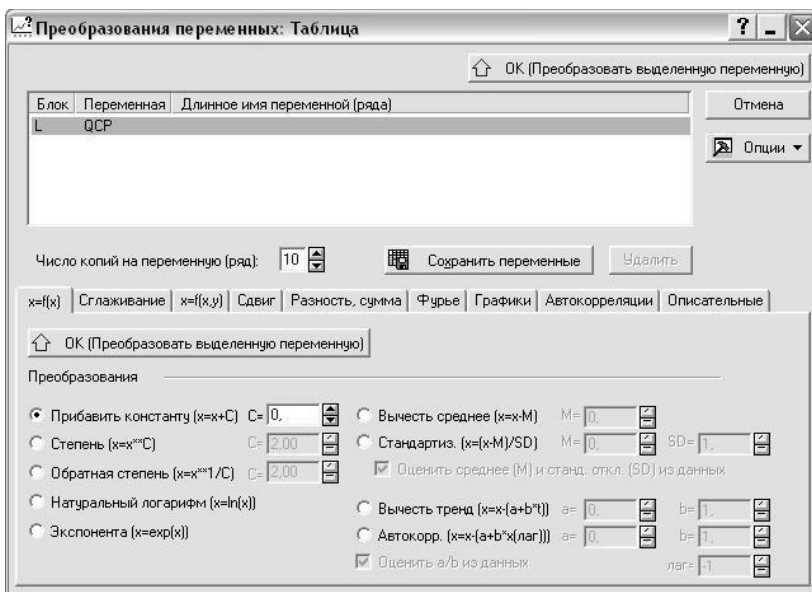 Преобразования переменных: Таблица
? _ X
ОК (Преобразовать выделенную переменную)
Блок Переменная Длинное имя переменной (ряда)
Отмена
L QCP
Опции
Число копий на переменную (ряд): 10 Сохранить переменные Удалить
x=f(x) Сглаживание x=f(x,y) Сдвиг Разность, сумма Фурье Графики Автокорреляции Описательные
ОК (Преобразовать выделенную переменную)
Преобразования
Прибавить константу (x=x+C) C= 0, Вычесть среднее (x=x-M) M= 0,
Степень (x=x**C) C= 2,00 Стандартиз. (x=(x-M)/SD) M= 0, SD= 1,
Обратная степень (x=x**1/C) C= 2,00 Оценить среднее (M) и станд. откл. (SD) из данных
Натуральный логарифм (x=ln(x)) Вычесть тренд (x=x-(a+b*t)) a= 0, b= 1,
Экспонента (x=exp(x)) Автокорр. (x=x-(a+b*x(лаг))) a= 0, b= 1,
Оценить a/b из данных лаг= -1